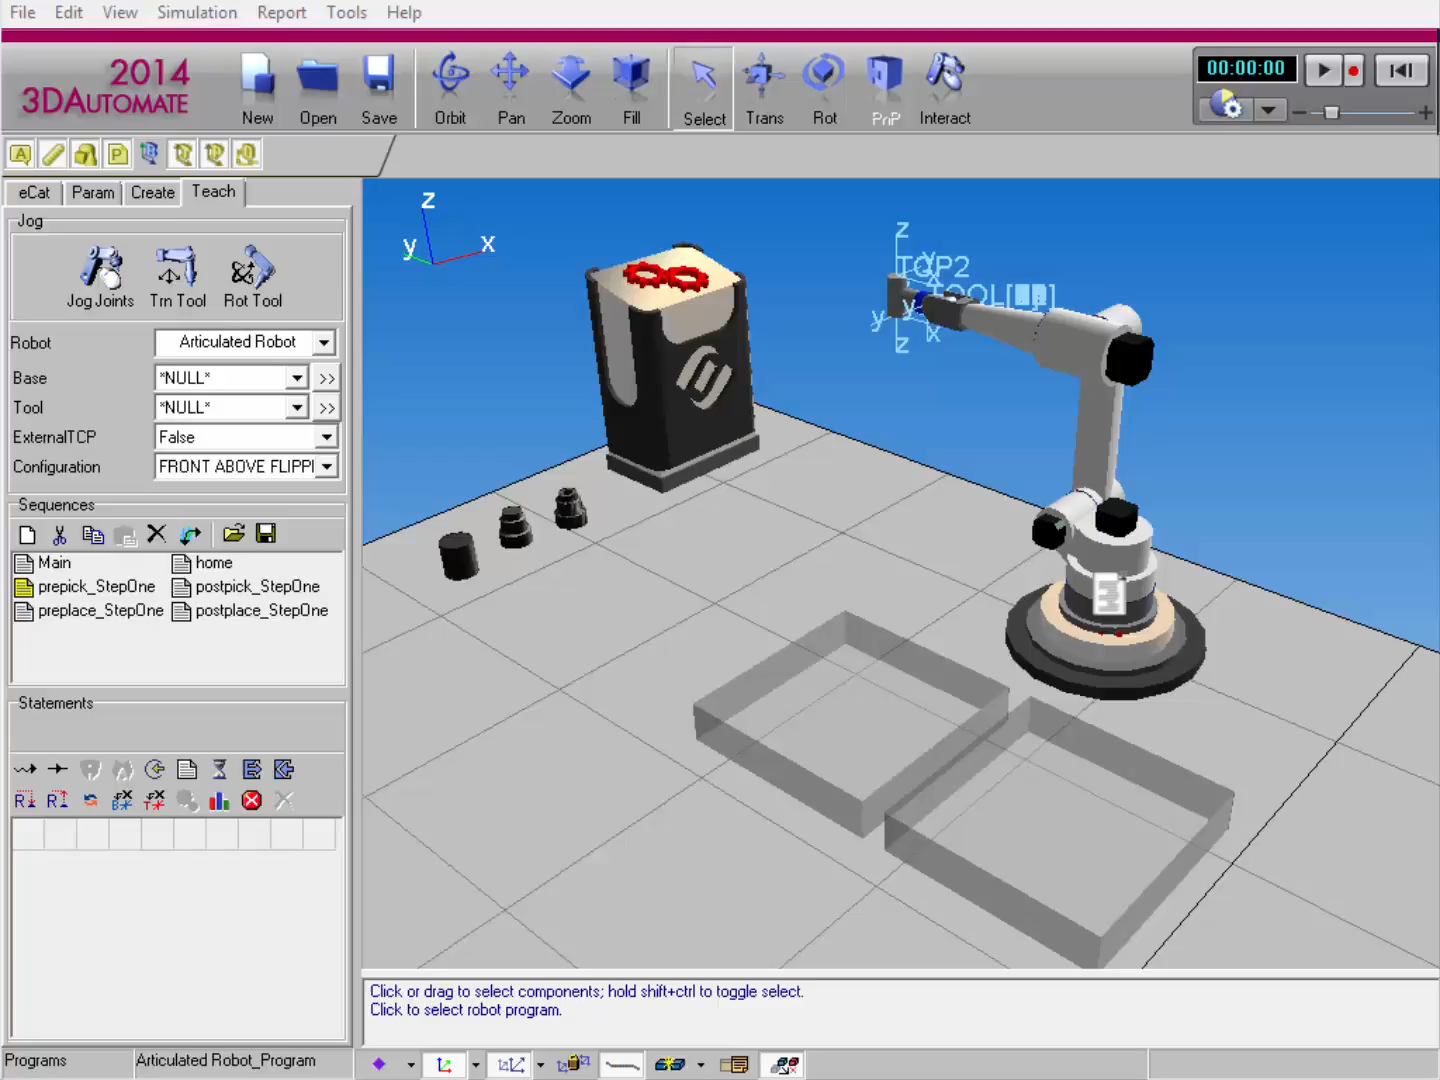 File Edit View Simulation Report Tools Help
2014
3DAUTOMATE
New Open Save Orbit Pan Zoom Fill Select Trans Rot PnP Interact
00:00:00
eCat Param Create Teach
Jog
Jog Joints Trn Tool Rot Tool
Robot Articulated Robot
Base *NULL* >>
Tool *NULL* >>
ExternalTCP False
Configuration FRONT ABOVE FLIPPI
Sequences
Main home
prepick_StepOne postpick_StepOne
preplace_StepOne postplace_StepOne
Statements
z
y x
z
TOP2
y
x
z
Click or drag to select components; hold shift+ctrl to toggle select.
Click to select robot program.
Programs Articulated Robot_Program